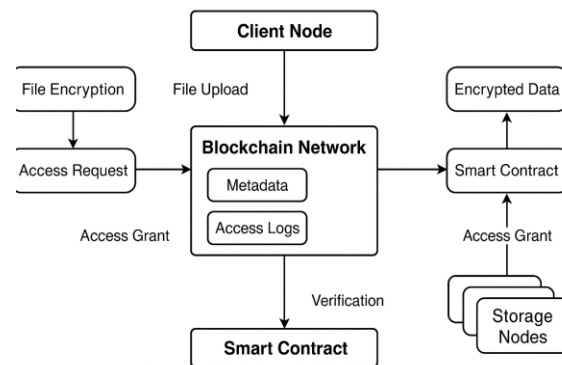 Client Node
File Encryption
File Upload
Encrypted Data
Blockchain Network
Access Request
Metadata
Smart Contract
Access Logs
Access Grant
Access Grant
Verification
Storage
Nodes
Smart Contract